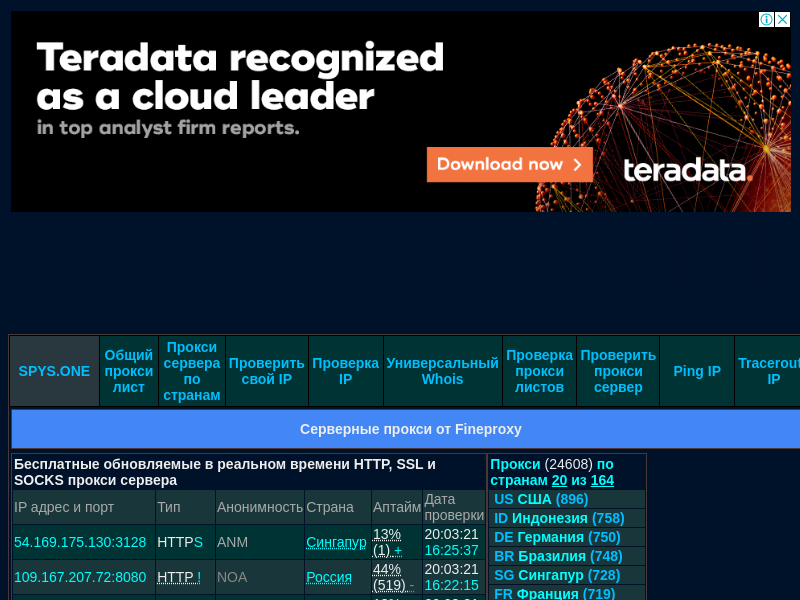 Teradata recognized
as a cloud leader
in top analyst firm reports.
Download now
teradata.
SPYS.ONE
Общий
прокси
лист
Прокси
сервера
по
странам
Проверить
свой IP
Проверка
IP
Универсальный
Whois
Проверка
прокси
листов
Проверить
прокси
сервер
Ping IP
Tracerout
IP
Серверные прокси от Fineproxy
Бесплатные обновляемые в реальном времени HTTP, SSL и
SOCKS прокси сервера
IP адрес и порт Тип Анонимность Страна Аптайм Дата
проверки
54.169.175.130:3128 HTTPS ANM Сингапур 13%
(1) + 20:03:21
16:25:37
109.167.207.72:8080 HTTP ! NOA Россия 44%
(519) - 20:03:21
16:22:15
Прокси (24608) по
странам 20 из 164
US США (896)
ID Индонезия (758)
DE Германия (750)
BR Бразилия (748)
SG Сингапур (728)
FR Франция (719)